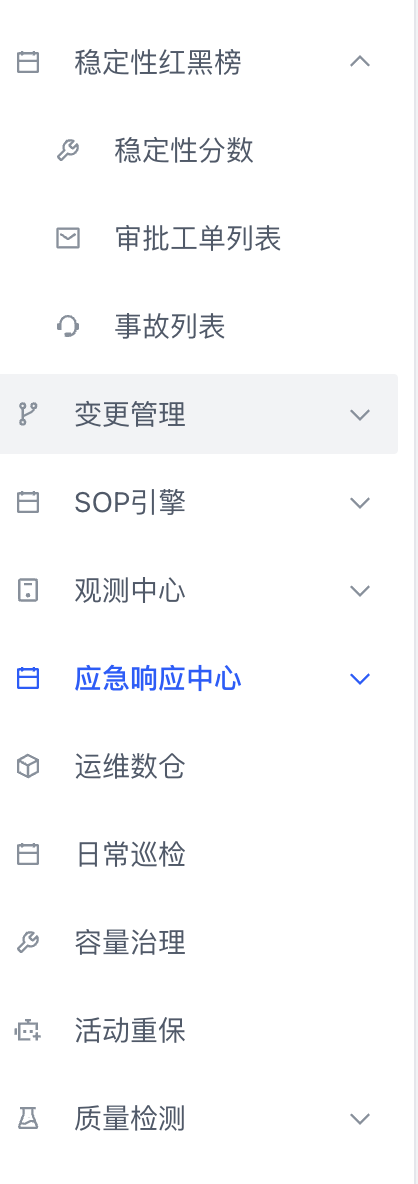 稳定性红黑榜
稳定性分数
审批工单列表
事故列表
变更管理
SOP引擎
观测中心
应急响应中心
运维数仓
日常巡检
容量治理
活动重保
质量检测